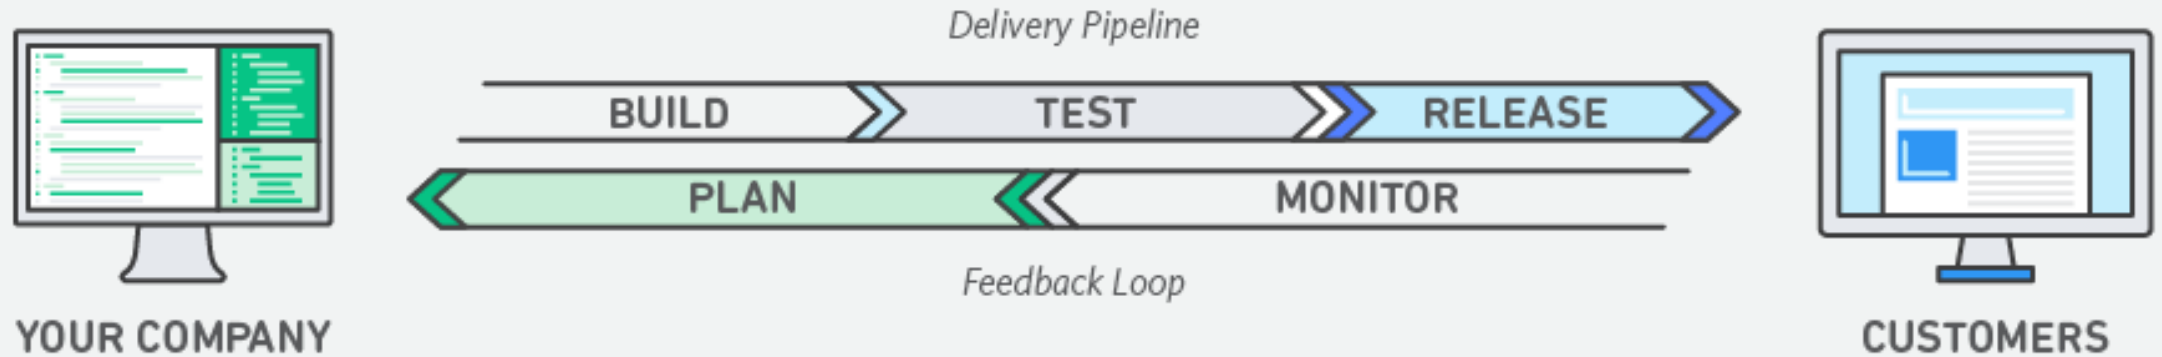 Delivery Pipeline
BUILD TEST RELEASE
PLAN MONITOR
Feedback Loop
YOUR COMPANY
CUSTOMERS